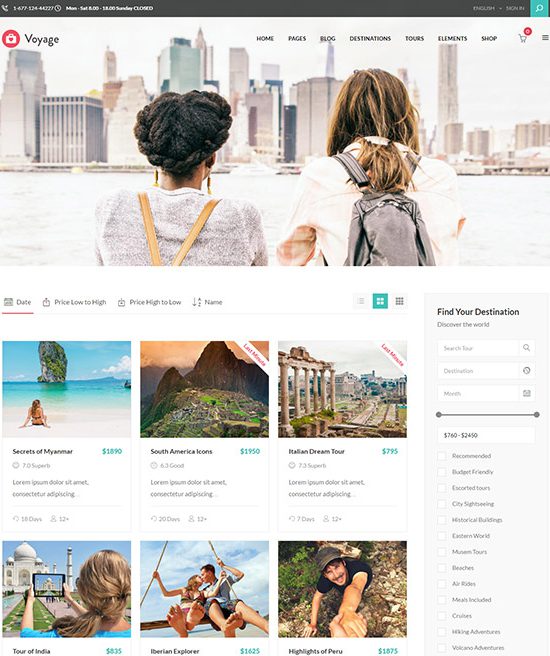 1-677-124-44227 Mon - Sat 8.00 - 18.00 Sunday CLOSED
ENGLISH SIGN IN
Voyage
HOME PAGES BLOG DESTINATIONS TOURS ELEMENTS SHOP
0
Date Price Low to High Price High to Low Name
Find Your Destination
Discover the world
Search Tour
Destination
Month
$760 - $2450
Recommended
Budget Friendly
Escorted tours
City Sightseeing
Historical Buildings
Eastern World
Musem Tours
Beaches
Air Rides
Meals Included
Cruises
Hiking Adventures
Volcano Adventures
Secrets of Myanmar $1890
7.0 Superb
Lorem ipsum dolor sit amet,
consectetur adipiscing...
18 Days 12+
Last Minute
South America Icons $1950
6.3 Good
Lorem ipsum dolor sit amet,
consectetur adipiscing...
20 Days 12+
Last Minute
Italian Dream Tour $795
7.3 Superb
Lorem ipsum dolor sit amet,
consectetur adipiscing...
7 Days 12+
Tour of India $835
Iberian Explorer $1625
Highlights of Peru $1875